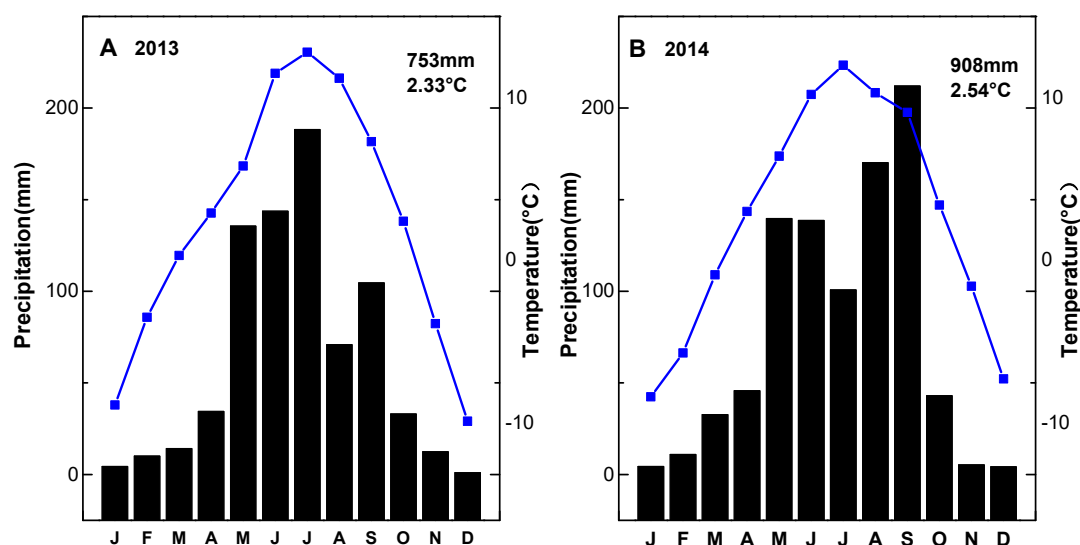 A 2013
753mm
2.33°C
200
100
0
10
0
-10
Precipitation(mm)
Temperature(°C）
J F M A M J J A S O N D
B 2014
908mm
2.54°C
200
100
0
10
0
-10
Precipitation(mm)
Temperature(°C）
J F M A M J J A S O N D